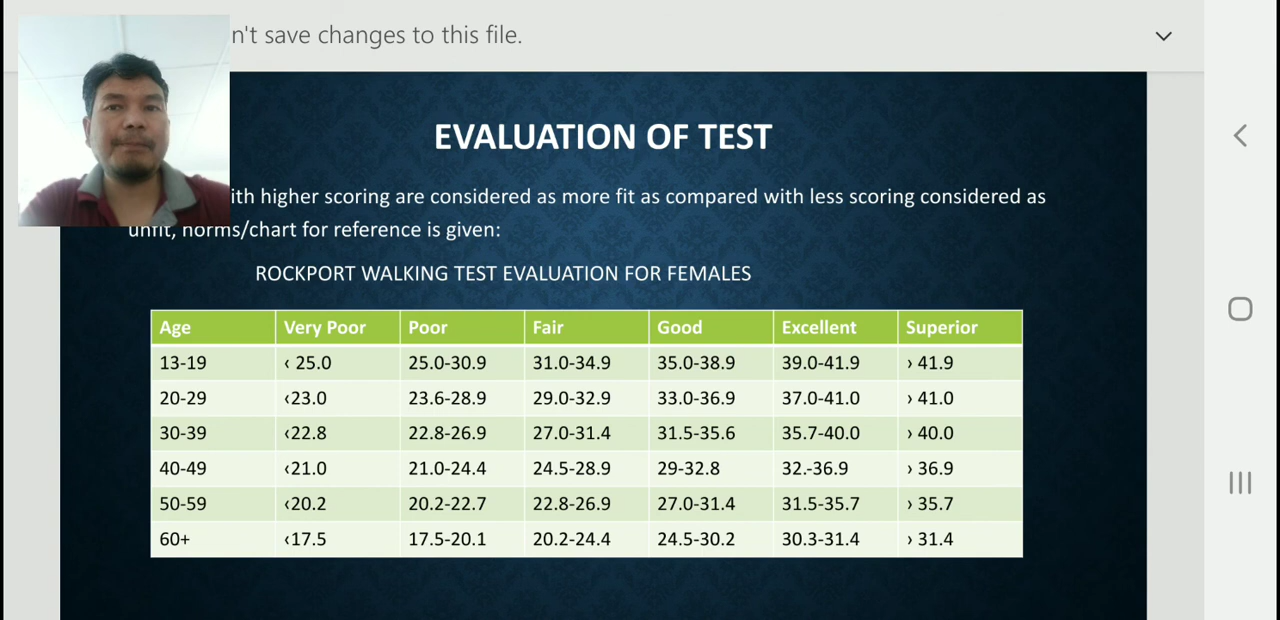 n't save changes to this file.
EVALUATION OF TEST
ith higher scoring are considered as more fit as compared with less scoring considered as
unfit, norms/chart for reference is given:
ROCKPORT WALKING TEST EVALUATION FOR FEMALES
Age Very Poor Poor Fair Good Excellent Superior
13-19 ‹ 25.0 25.0-30.9 31.0-34.9 35.0-38.9 39.0-41.9 › 41.9
20-29 ‹23.0 23.6-28.9 29.0-32.9 33.0-36.9 37.0-41.0 › 41.0
30-39 ‹22.8 22.8-26.9 27.0-31.4 31.5-35.6 35.7-40.0 › 40.0
40-49 ‹21.0 21.0-24.4 24.5-28.9 29-32.8 32.-36.9 › 36.9
50-59 ‹20.2 20.2-22.7 22.8-26.9 27.0-31.4 31.5-35.7 › 35.7
60+ ‹17.5 17.5-20.1 20.2-24.4 24.5-30.2 30.3-31.4 › 31.4